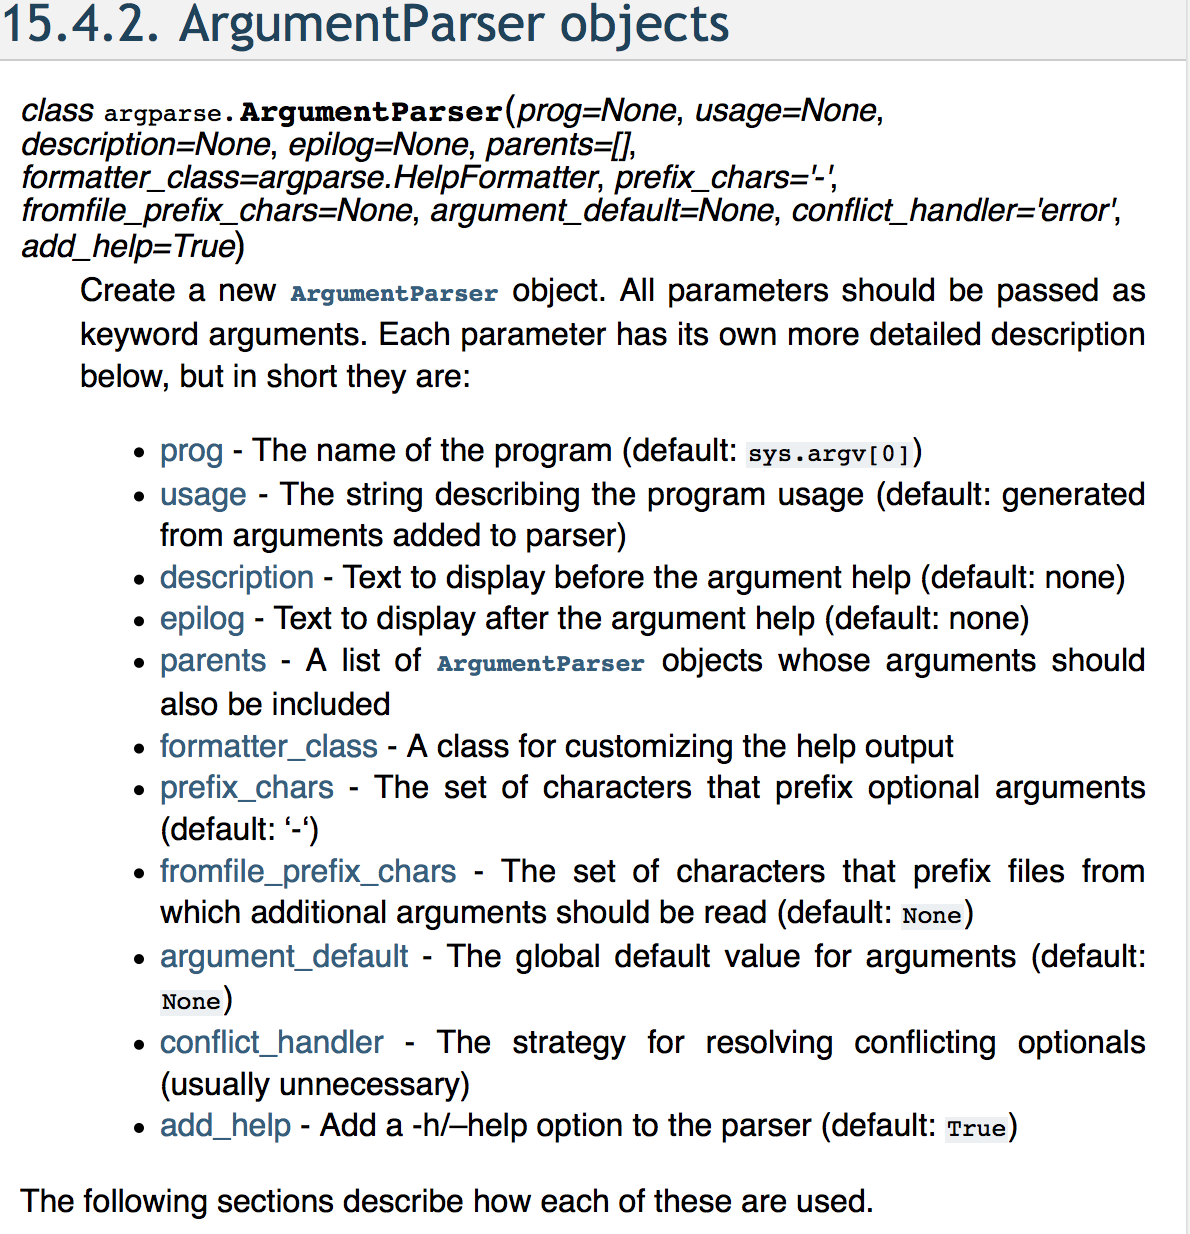 15.4.2. ArgumentParser objects
class argparse.ArgumentParser(prog=None, usage=None,
description=None, epilog=None, parents=[],
formatter_class=argparse.HelpFormatter, prefix_chars='-',
fromfile_prefix_chars=None, argument_default=None, conflict_handler='error',
add_help=True)
Create a new ArgumentParser object. All parameters should be passed as
keyword arguments. Each parameter has its own more detailed description
below, but in short they are:
• prog - The name of the program (default: sys.argv[0])
• usage - The string describing the program usage (default: generated
from arguments added to parser)
• description - Text to display before the argument help (default: none)
• epilog - Text to display after the argument help (default: none)
• parents - A list of ArgumentParser objects whose arguments should
also be included
• formatter_class - A class for customizing the help output
• prefix_chars - The set of characters that prefix optional arguments
(default: ‘-‘)
• fromfile_prefix_chars - The set of characters that prefix files from
which additional arguments should be read (default: None)
• argument_default - The global default value for arguments (default:
None)
• conflict_handler - The strategy for resolving conflicting optionals
(usually unnecessary)
• add_help - Add a -h/–help option to the parser (default: True)
The following sections describe how each of these are used.